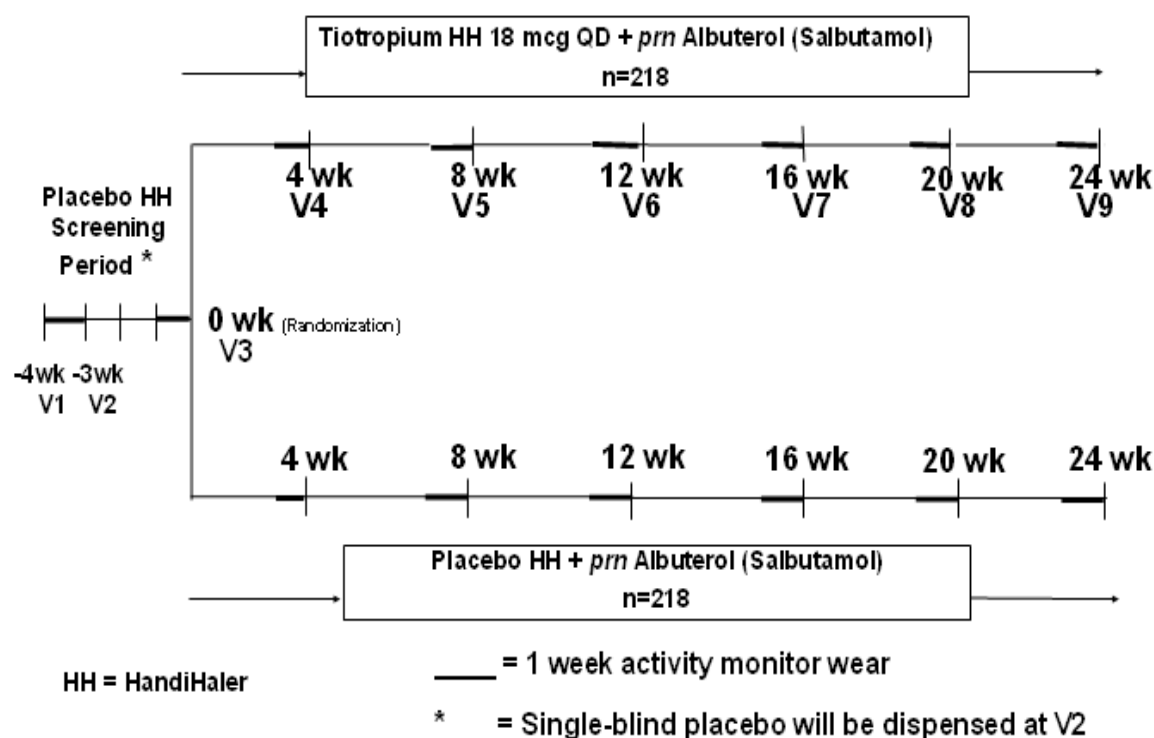 Tiotropium HH 18 mcg QD + prn Albuterol (Salbutamol)
n=218
4 wk 8 wk 12 wk 16 wk 20 wk 24 wk
V4 V5 V6 V7 V8 V9
Placebo HH
Screening
Period *
0 wk (Randomization)
V3
-4wk -3wk
V1 V2
4 wk 8 wk 12 wk 16 wk 20 wk 24 wk
Placebo HH + prn Albuterol (Salbutamol)
n=218
HH = HandiHaler
= 1 week activity monitor wear
* = Single-blind placebo will be dispensed at V2